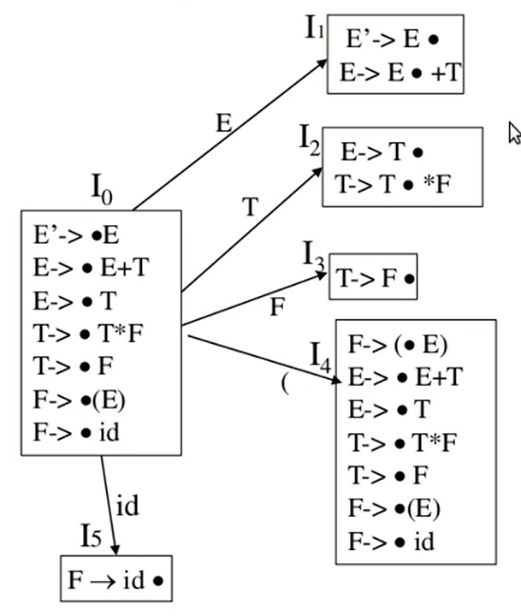 I1
E’-> E •
E-> E • +T
E
I2
E-> T •
T-> T • *F
I0
T
E’-> •E
E-> • E+T
E-> • T
T-> • T*F
T-> • F
F-> •(E)
F-> • id
I3
T-> F •
F
I4
(
F-> (• E)
E-> • E+T
E-> • T
T-> • T*F
T-> • F
F-> •(E)
F-> • id
id
I5
F → id •